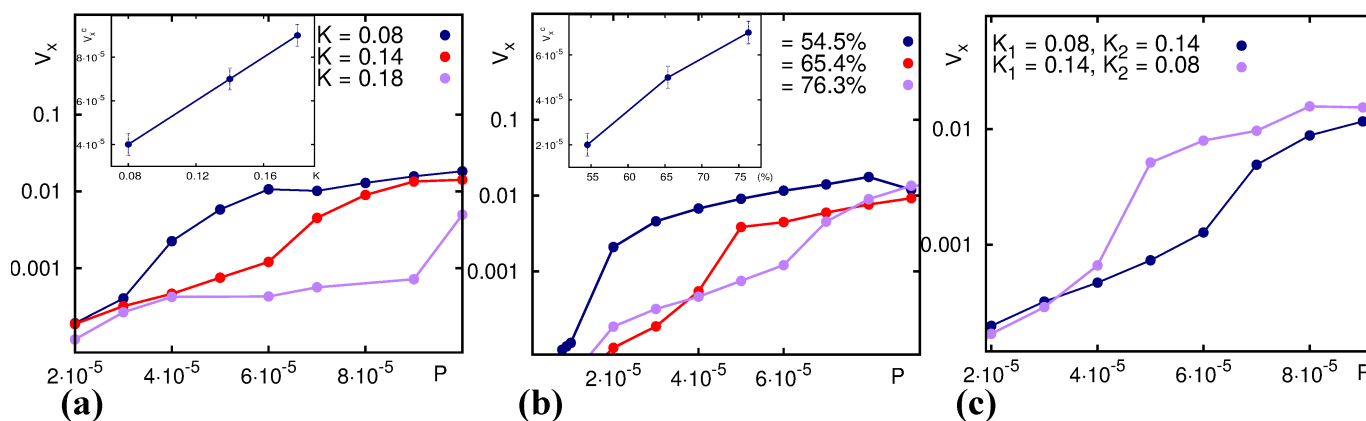 V_x
0.1
0.01
0.001
2·10^-5
4·10^-5
6·10^-5
8·10^-5
P
K = 0.08
K = 0.14
K = 0.18
V_x^c
8·10^-5
6·10^-5
4·10^-5
0.08
0.12
0.16
K
(a)
V_x
0.1
0.01
0.001
2·10^-5
4·10^-5
6·10^-5
P
= 54.5%
= 65.4%
= 76.3%
V_x^c
6·10^-5
4·10^-5
2·10^-5
55
60
65
70
75
(%)
(b)
V_x
0.01
0.001
2·10^-5
4·10^-5
6·10^-5
8·10^-5
P
K_1 = 0.08, K_2 = 0.14
K_1 = 0.14, K_2 = 0.08
(c)